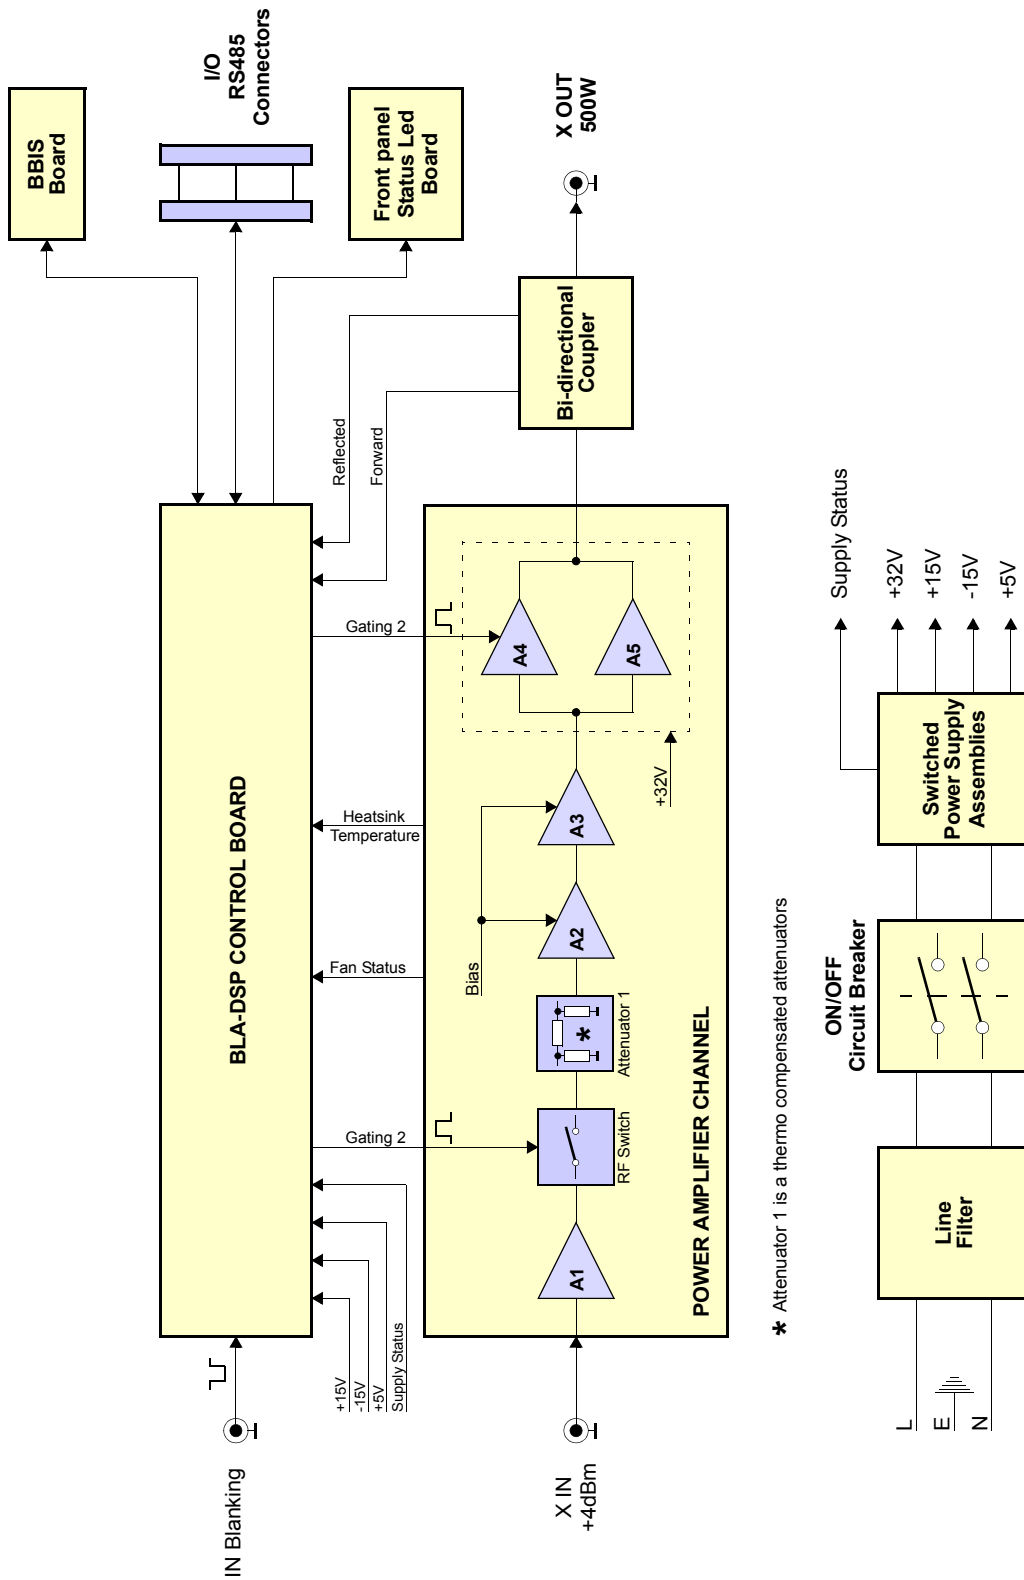 BBIS
Board
I/O
RS485
Connectors
Front panel
Status Led
Board
X OUT
500W
Bi-directional
Coupler
Reflected
Forward
BLA-DSP CONTROL BOARD
Gating 2
Heatsink
Temperature
Fan Status
Gating 2
+15V
-15V
+5V
Supply Status
IN Blanking
X IN
+4dBm
A1
RF Switch
*
Attenuator 1
Bias
A2
A3
A4
A5
+32V
POWER AMPLIFIER CHANNEL
* Attenuator 1 is a thermo compensated attenuators
L
E
N
Line
Filter
ON/OFF
Circuit Breaker
Switched
Power Supply
Assemblies
Supply Status
+32V
+15V
-15V
+5V